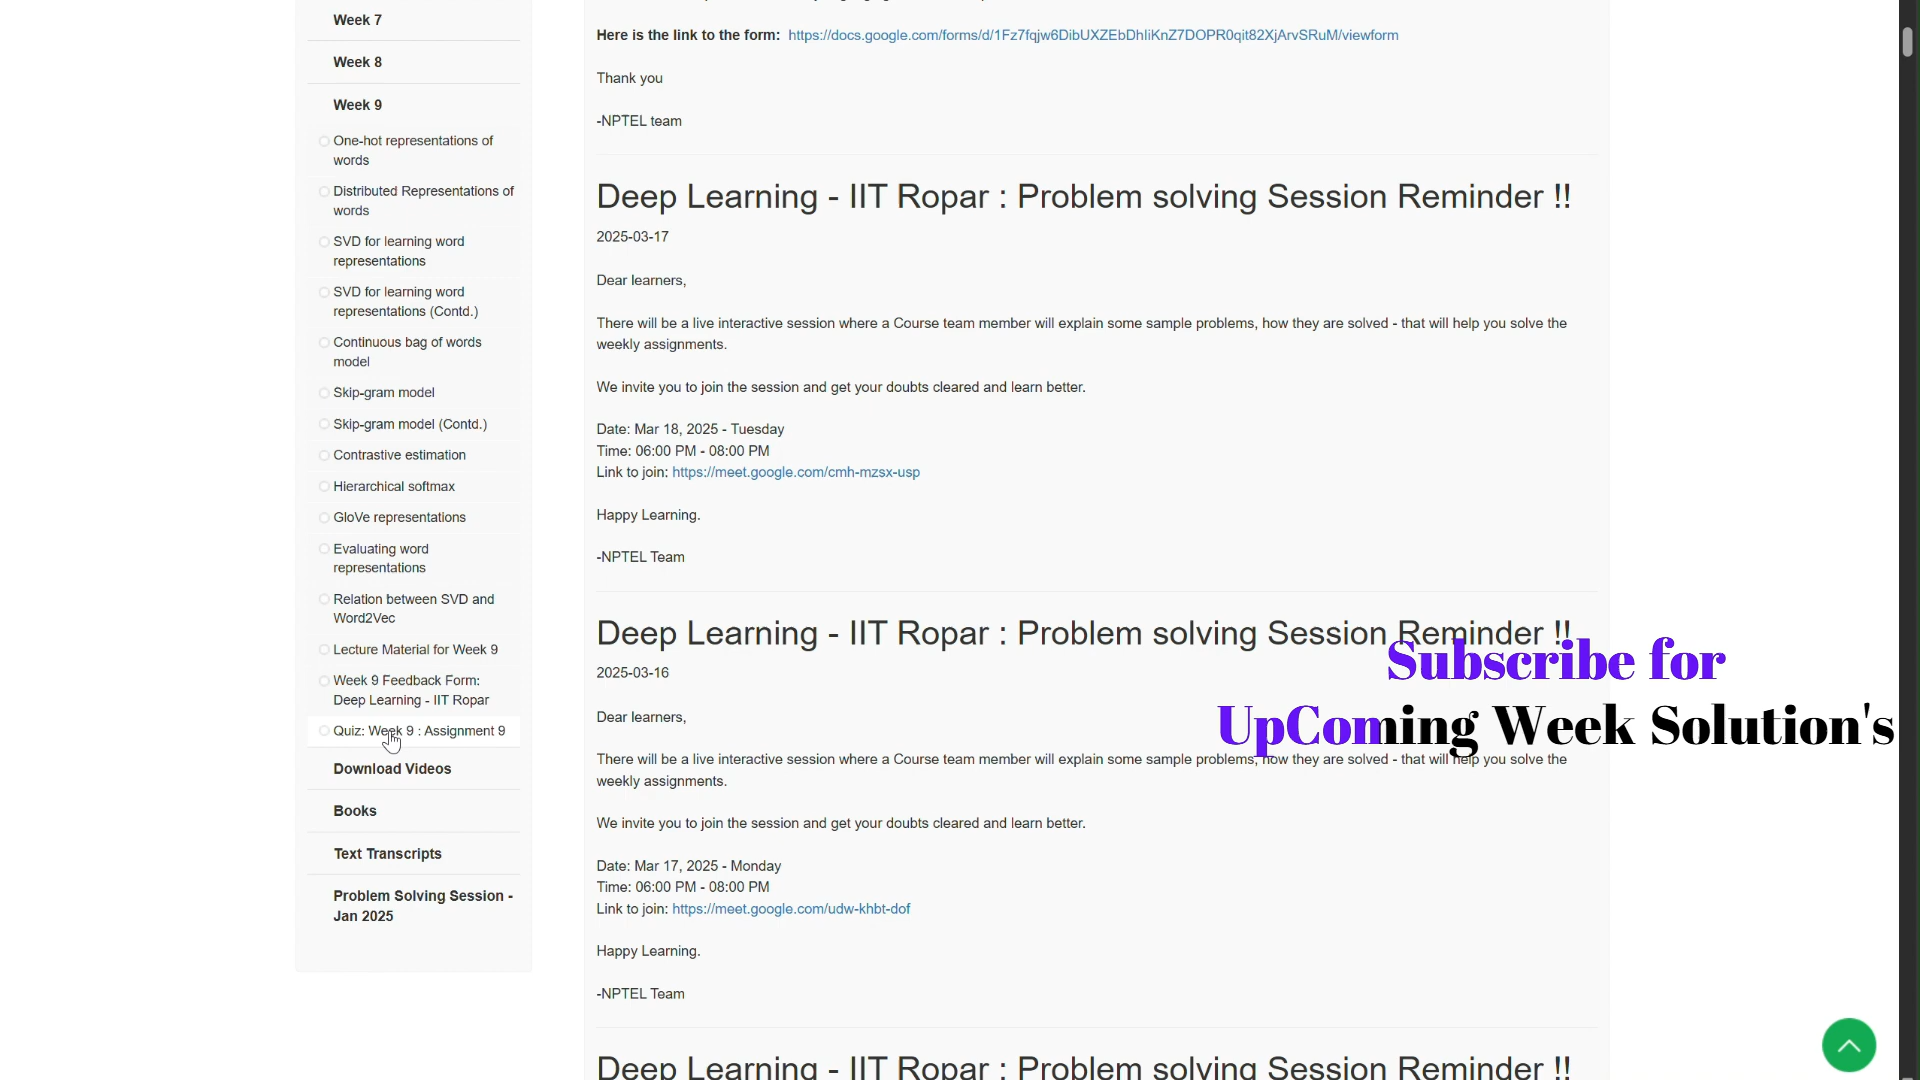 Week 7
Week 8
Week 9
One-hot representations of
words
Distributed Representations of
words
SVD for learning word
representations
SVD for learning word
representations (Contd.)
Continuous bag of words
model
Skip-gram model
Skip-gram model (Contd.)
Contrastive estimation
Hierarchical softmax
GloVe representations
Evaluating word
representations
Relation between SVD and
Word2Vec
Lecture Material for Week 9
Week 9 Feedback Form:
Deep Learning - IIT Ropar
Quiz: Week 9 : Assignment 9
Download Videos
Books
Text Transcripts
Problem Solving Session -
Jan 2025
Here is the link to the form: https://docs.google.com/forms/d/1Fz7fqjw6DibUXZEbDhIiKnZ7DOPR0qit82XjArvSRuM/viewform
Thank you
-NPTEL team
Deep Learning - IIT Ropar : Problem solving Session Reminder !!
2025-03-17
Dear learners,
There will be a live interactive session where a Course team member will explain some sample problems, how they are solved - that will help you solve the
weekly assignments.
We invite you to join the session and get your doubts cleared and learn better.
Date: Mar 18, 2025 - Tuesday
Time: 06:00 PM - 08:00 PM
Link to join: https://meet.google.com/cmh-mzsx-usp
Happy Learning.
-NPTEL Team
Deep Learning - IIT Ropar : Problem solving Session Reminder !!
2025-03-16
Dear learners,
There will be a live interactive session where a Course team member will explain some sample problems, how they are solved - that will help you solve the
weekly assignments.
We invite you to join the session and get your doubts cleared and learn better.
Date: Mar 17, 2025 - Monday
Time: 06:00 PM - 08:00 PM
Link to join: https://meet.google.com/udw-khbt-dof
Happy Learning.
-NPTEL Team
Deep Learning - IIT Ropar : Problem solving Session Reminder !!
Subscribe for
UpComing Week Solution's